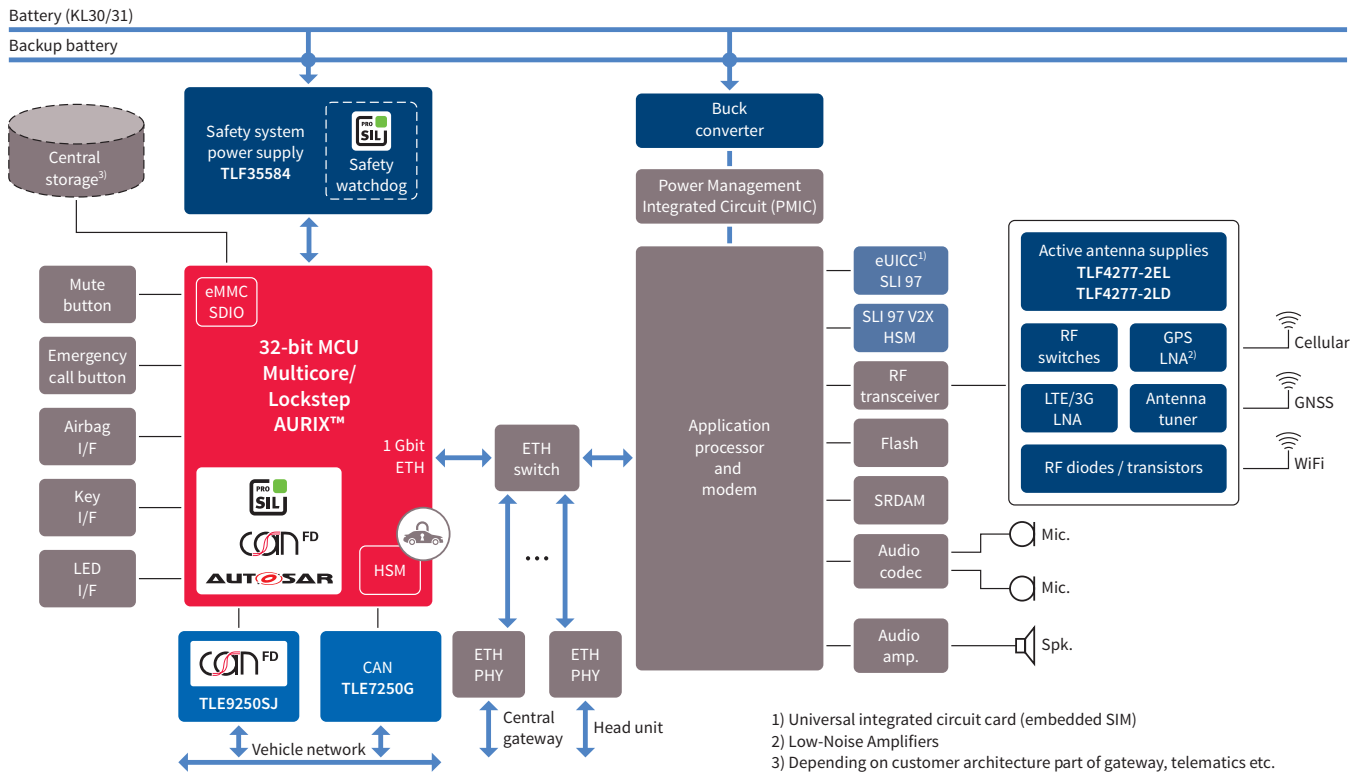 Battery (KL30/31)
Backup battery
Central
storage3)
Safety system
power supply
TLF35584
PRO
SIL
Safety
watchdog
Buck
converter
Power Management
Integrated Circuit (PMIC)
Mute
button
Emergency
call button
Airbag
I/F
Key
I/F
LED
I/F
eMMC
SDIO
32-bit MCU
Multicore/
Lockstep
AURIX™
1 Gbit
ETH
PRO
SIL
CAN FD
AUTOSAR
HSM
CAN FD
TLE9250SJ
CAN
TLE7250G
Vehicle network
ETH
switch
...
ETH
PHY
ETH
PHY
Central
gateway
Head unit
Application
processor
and
modem
eUICC1)
SLI 97
SLI 97 V2X
HSM
RF
transceiver
Flash
SRDAM
Audio
codec
Audio
amp.
Mic.
Mic.
Spk.
Active antenna supplies
TLF4277-2EL
TLF4277-2LD
RF
switches
GPS
LNA2)
LTE/3G
LNA
Antenna
tuner
RF diodes / transistors
Cellular
GNSS
WiFi
1) Universal integrated circuit card (embedded SIM)
2) Low-Noise Amplifiers
3) Depending on customer architecture part of gateway, telematics etc.